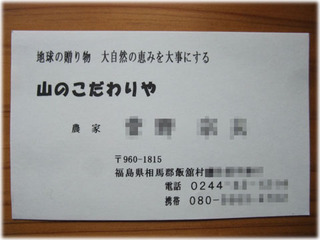 地球の贈り物　大自然の恵みを大事にする
山のこだわりや
農　家
〒960-1815
福島県相馬郡飯舘村
電話　0244
携帯　080-